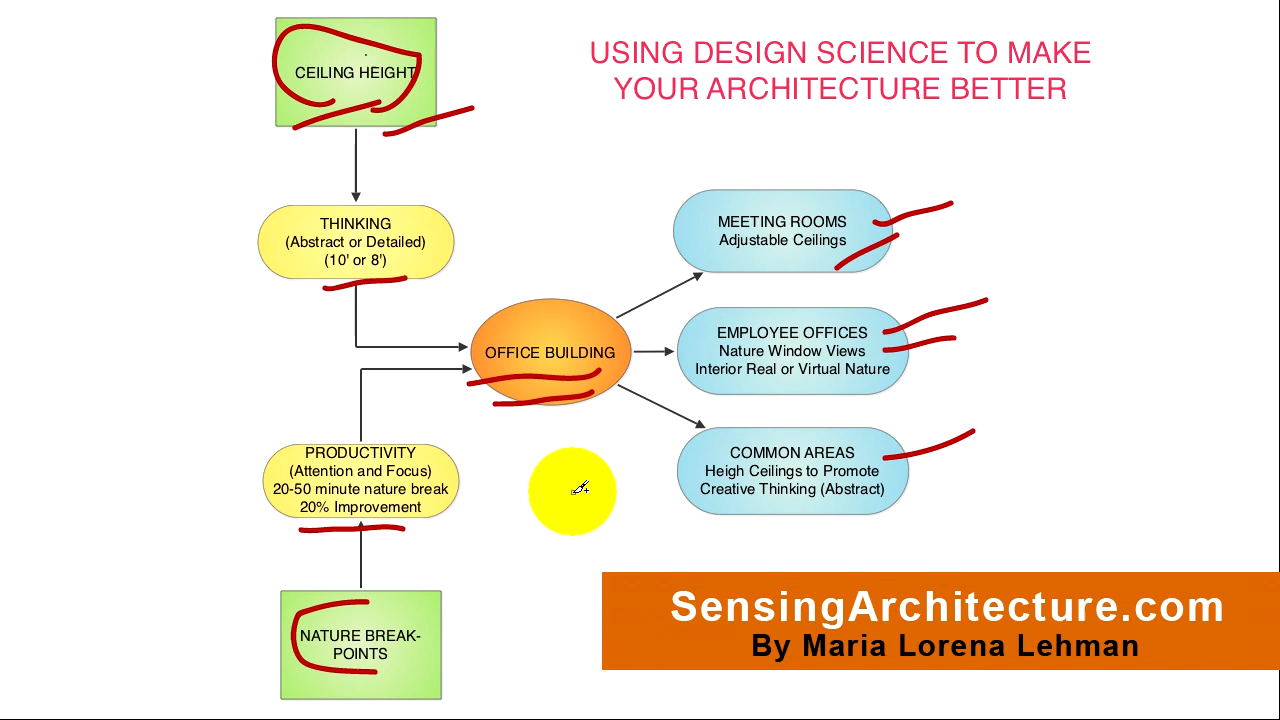 USING DESIGN SCIENCE TO MAKE
YOUR ARCHITECTURE BETTER
CEILING HEIGHT
THINKING
(Abstract or Detailed)
(10' or 8')
OFFICE BUILDING
PRODUCTIVITY
(Attention and Focus)
20-50 minute nature break
20% Improvement
NATURE BREAK-
POINTS
MEETING ROOMS
Adjustable Ceilings
EMPLOYEE OFFICES
Nature Window Views
Interior Real or Virtual Nature
COMMON AREAS
Heigh Ceilings to Promote
Creative Thinking (Abstract)
SensingArchitecture.com
By Maria Lorena Lehman